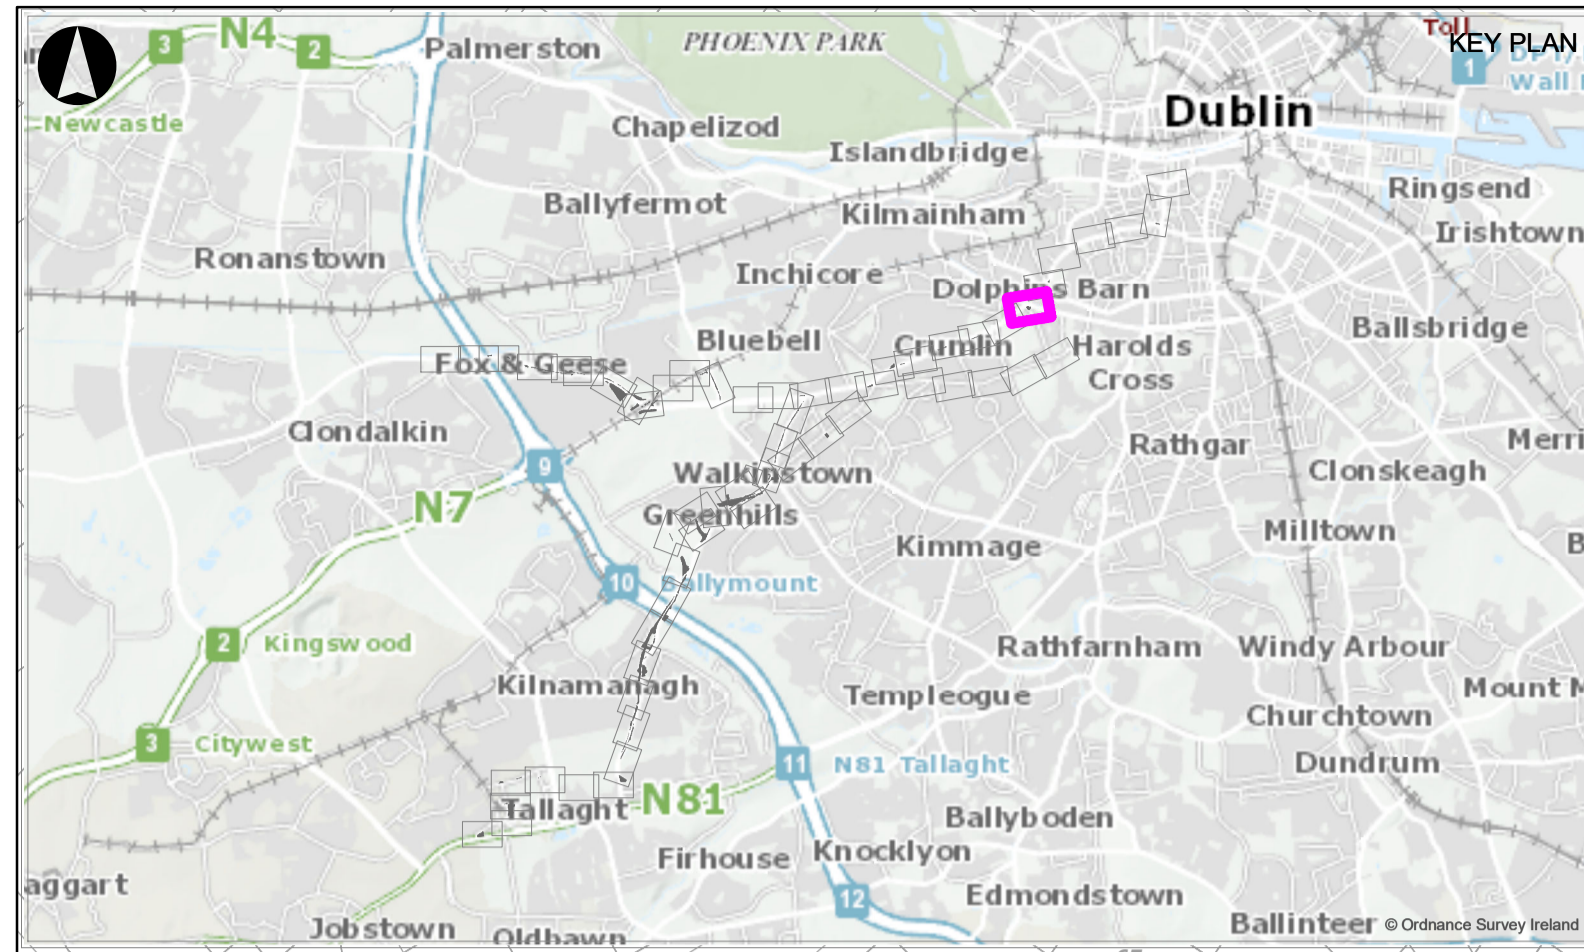 Toll
KEY PLAN
3
N4
2
Palmerston
PHOENIX PARK
1
Wall
Newcastle
Chapelizod
Dublin
Islandbridge
Ballyfermot
Kilmainham
Ringsend
Irishtown
Ronanstown
Inchicore
Dolphins Barn
Bluebell
Crumlin
Harolds
Cross
Ballsbridge
Fox & Geese
Clondalkin
9
Rathgar
Merri
N7
Walkinstown
Clonskeagh
Greenhills
Kimmage
Milltown
B
10
Ballymount
2
Kingswood
Rathfarnham
Windy Arbour
Kilnamanagh
Templeogue
Mount M
Churchtown
3
Citywest
11
N81 Tallaght
Dundrum
Tallaght
N81
Ballyboden
Firhouse
Knocklyon
aggart
12
Edmondstown
Jobstown
Oldbawn
Ballinteer
© Ordnance Survey Ireland